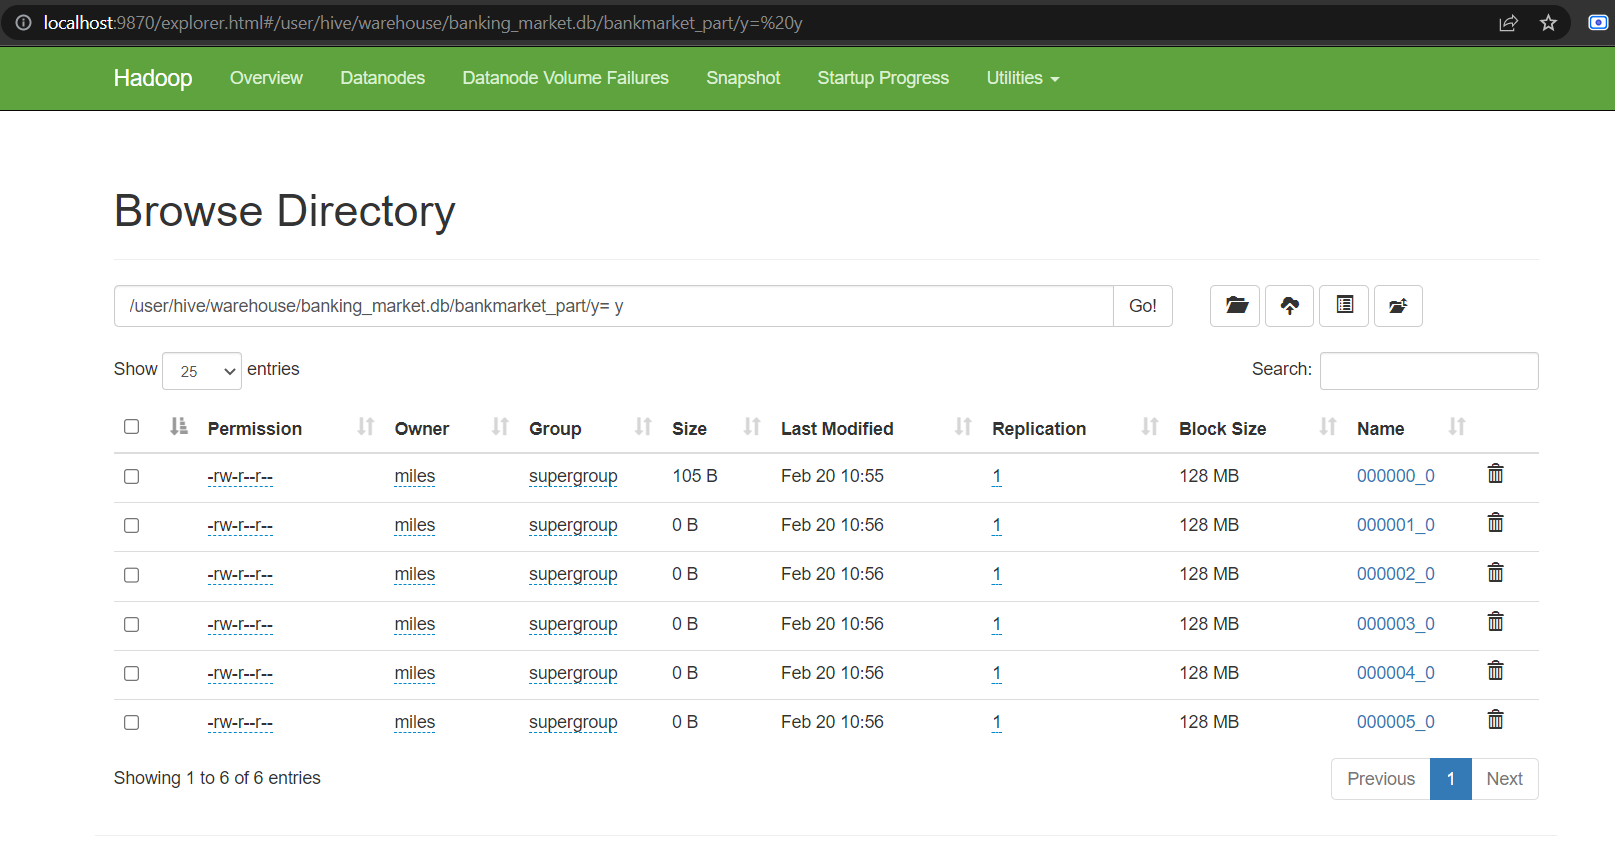 localhost:9870/explorer.html#/user/hive/warehouse/banking_market.db/bankmarket_part/y=%20y
Hadoop Overview Datanodes Datanode Volume Failures Snapshot Startup Progress Utilities
Browse Directory
/user/hive/warehouse/banking_market.db/bankmarket_part/y= y Go!
Show 25 entries Search:
Permission Owner Group Size Last Modified Replication Block Size Name
-rw-r--r-- miles supergroup 105 B Feb 20 10:55 1 128 MB 000000_0
-rw-r--r-- miles supergroup 0 B Feb 20 10:56 1 128 MB 000001_0
-rw-r--r-- miles supergroup 0 B Feb 20 10:56 1 128 MB 000002_0
-rw-r--r-- miles supergroup 0 B Feb 20 10:56 1 128 MB 000003_0
-rw-r--r-- miles supergroup 0 B Feb 20 10:56 1 128 MB 000004_0
-rw-r--r-- miles supergroup 0 B Feb 20 10:56 1 128 MB 000005_0
Showing 1 to 6 of 6 entries Previous 1 Next